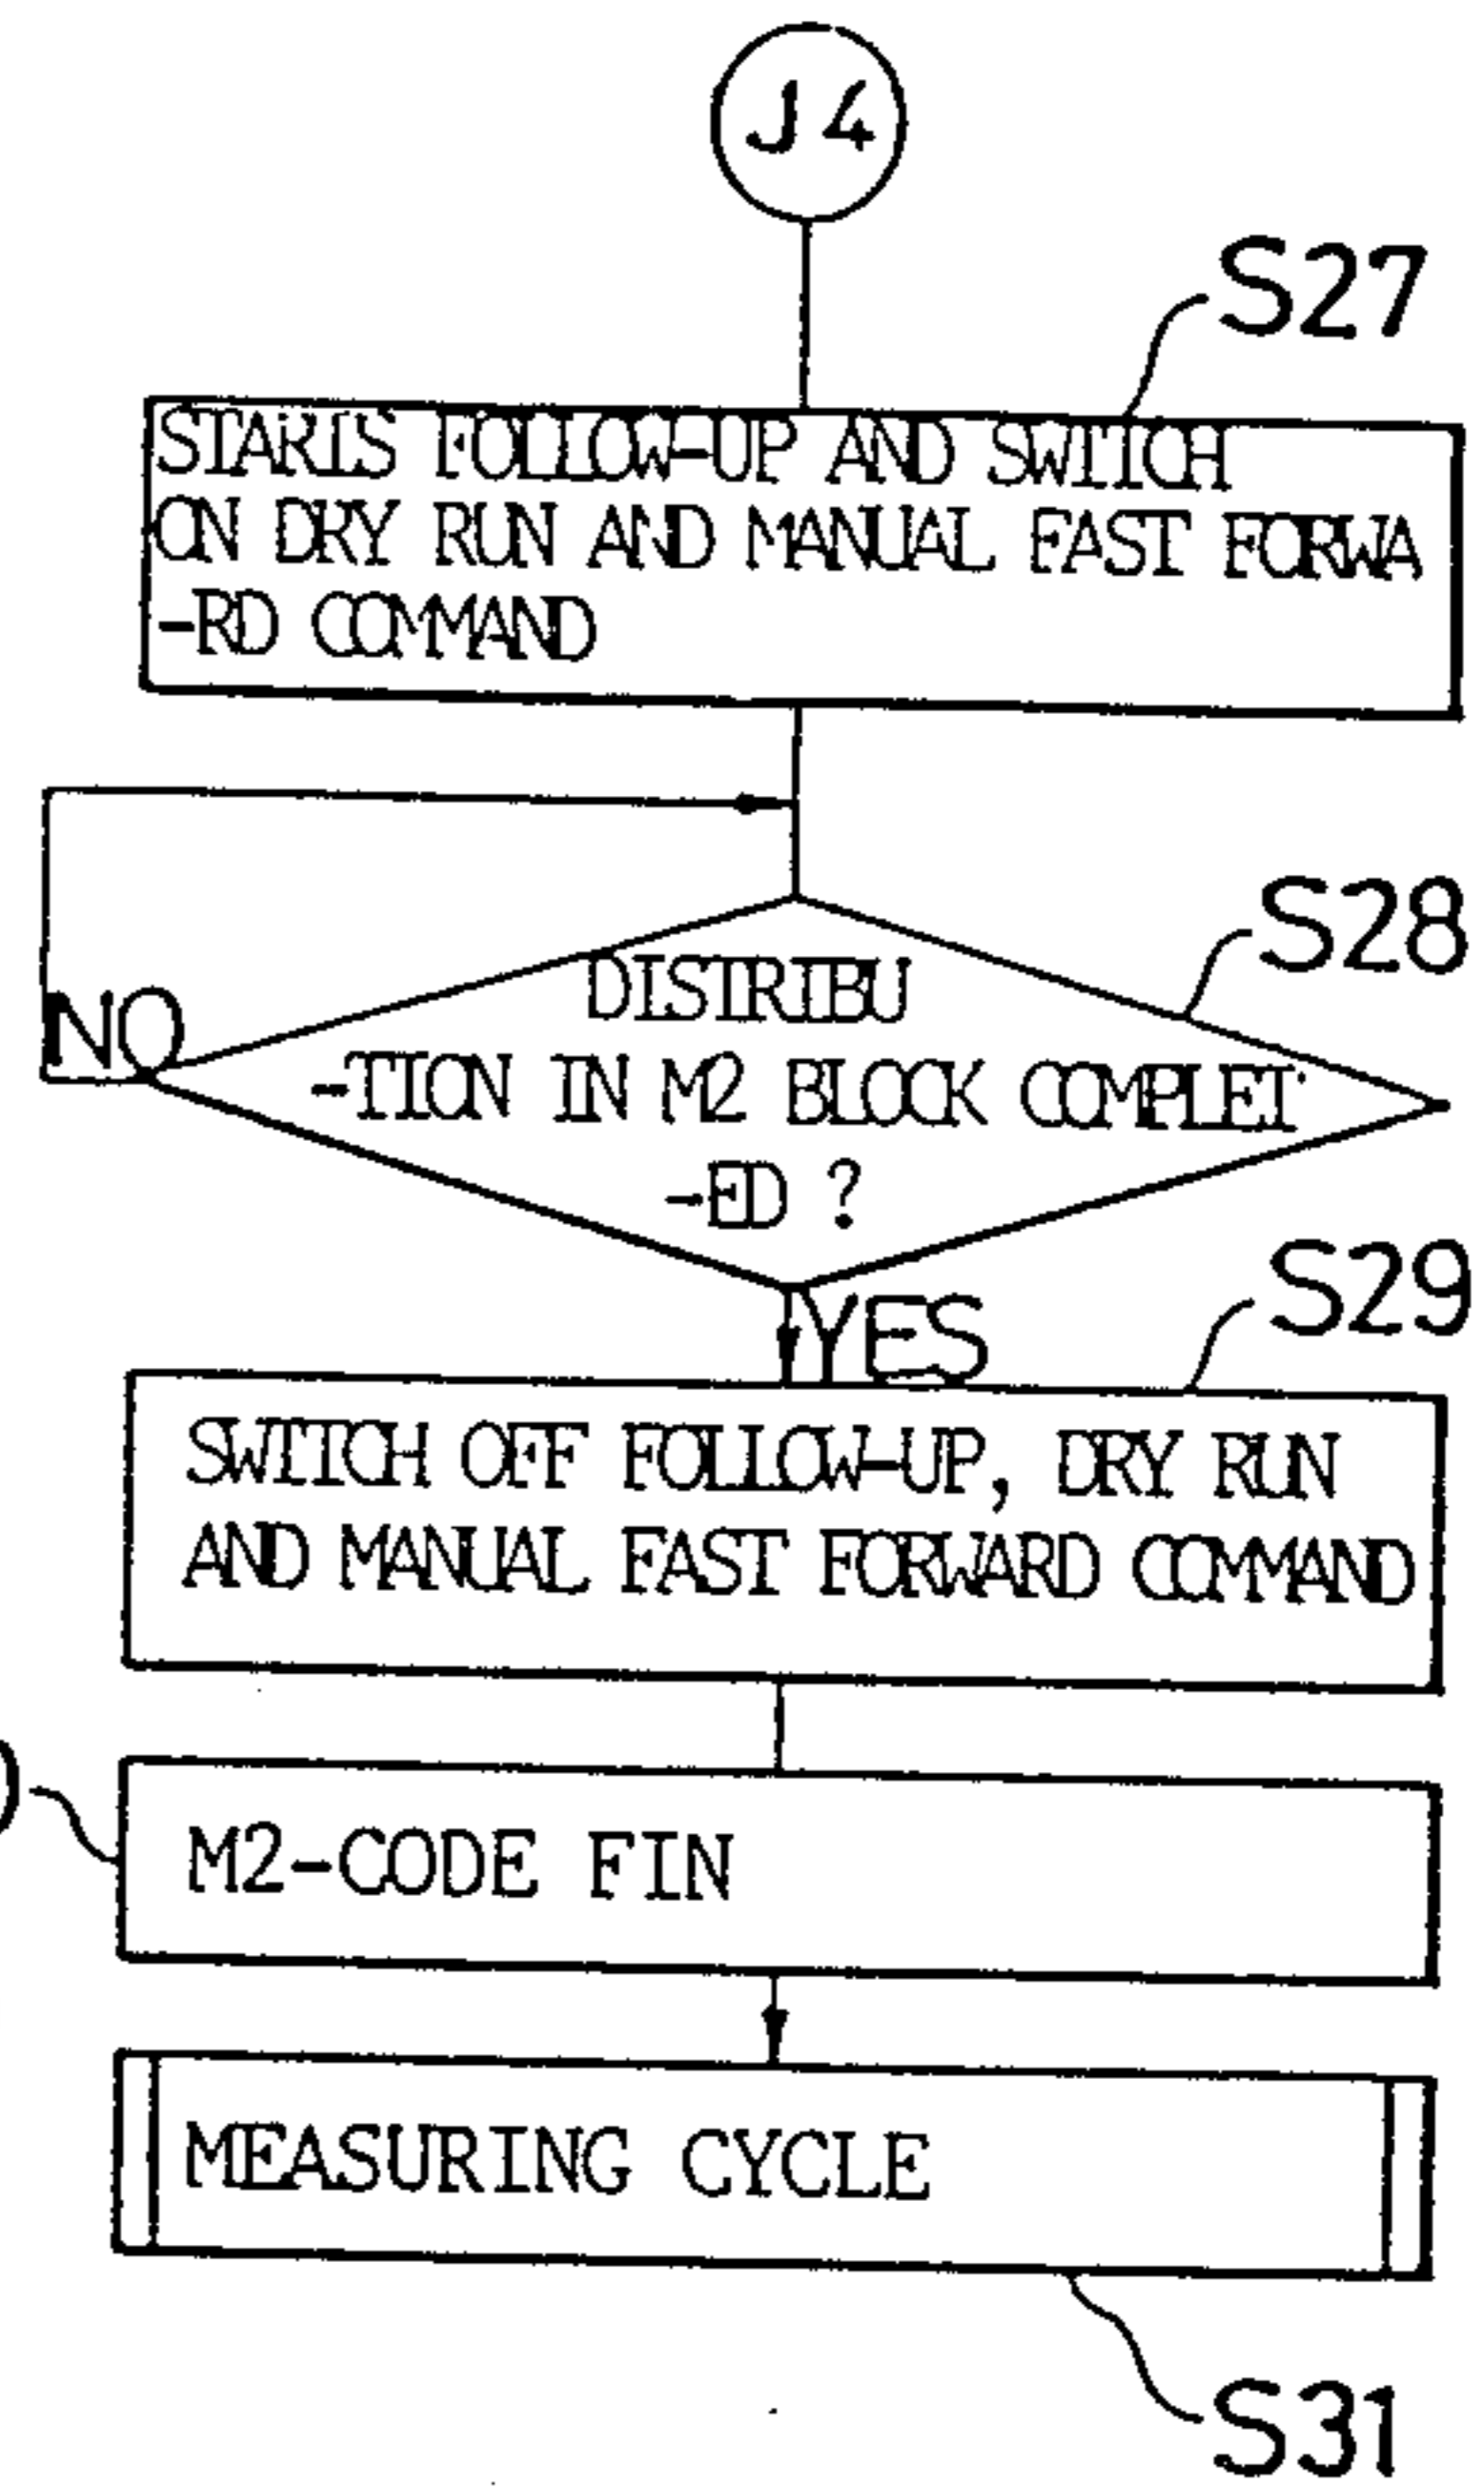 J4
S27
STARTS FOLLOW-UP AND SWITCH
ON DRY RUN AND MANUAL FAST FORWA
-RD COMMAND
S28
DISTRIBU
-TION IN M2 BLOCK COMPLET
-ED ?
NO
YES
S29
SWITCH OFF FOLLOW-UP, DRY RUN
AND MANUAL FAST FORWARD COMMAND
M2-CODE FIN
MEASURING CYCLE
S31